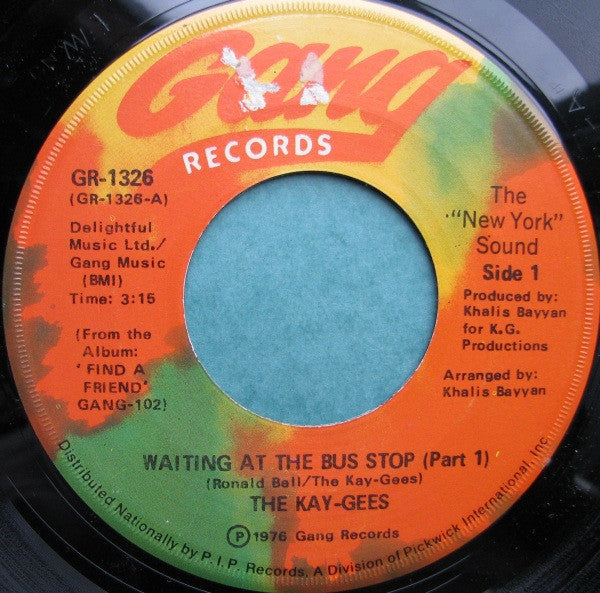 Gang
RECORDS
GR-1326
(GR-1326-A)
Delightful
Music Ltd./
Gang Music
(BMI)
Time: 3:15
(From the
Album:
'FIND A
FRIEND'
GANG-102)
The
"New York"
Sound
Side 1
Produced by:
Khalis Bayyan
for K.G.
Productions
Arranged by:
Khalis Bayyan
WAITING AT THE BUS STOP (Part 1)
(Ronald Bell/The Kay-Gees)
THE KAY-GEES
Ⓟ 1976 Gang Records
Distributed Nationally by P.I.P. Records, A Division of Pickwick International, Inc.